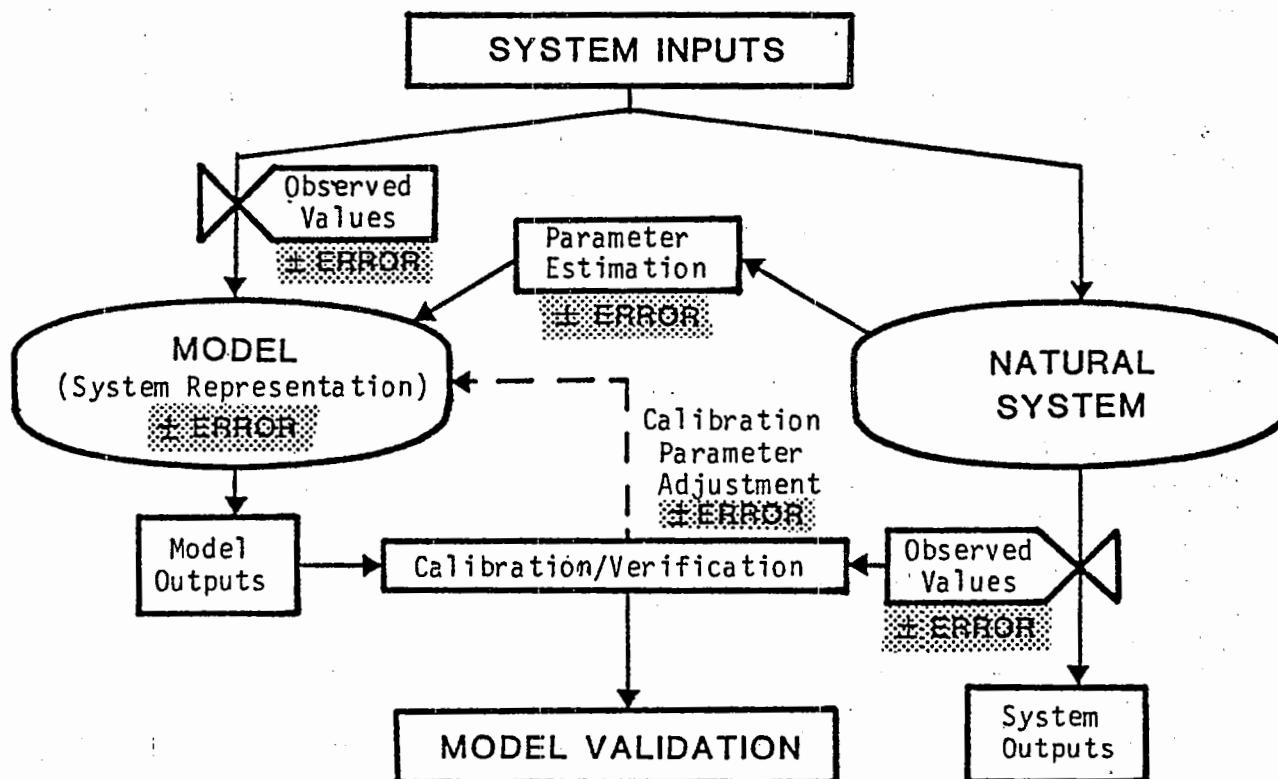 SYSTEM INPUTS
Observed
Values
± ERROR
Parameter
Estimation
± ERROR
MODEL
(System Representation)
± ERROR
NATURAL
SYSTEM
Calibration
Parameter
Adjustment
± ERROR
Model
Outputs
Calibration/Verification
Observed
Values
± ERROR
MODEL VALIDATION
System
Outputs